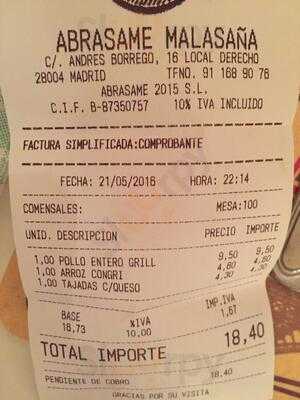 ABRASAME MALASAÑA
C/. ANDRES BORREGO, 16 LOCAL DERECHO
28004 MADRID TFNO. 91 168 90 78
ABRASAME 2015 S.L.
C.I.F. B-87350757 10% IVA INCLUIDO
FACTURA SIMPLIFICADA:COMPROBANTE
FECHA: 21/05/2016 HORA: 22:14
COMENSALES: MESA:100
UNID. DESCRIPCION PRECIO IMPORTE
1,00 POLLO ENTERO GRILL 9,50 9,50
1,00 ARROZ CONGRI 4,60 4,60
1,00 TAJADAS C/QUESO 4,30 4,30
BASE %IVA IMP.IVA
16,73 10,00 1,67
TOTAL IMPORTE 18,40
PENDIENTE DE COBRO 18,40
GRACIAS POR SU VISITA